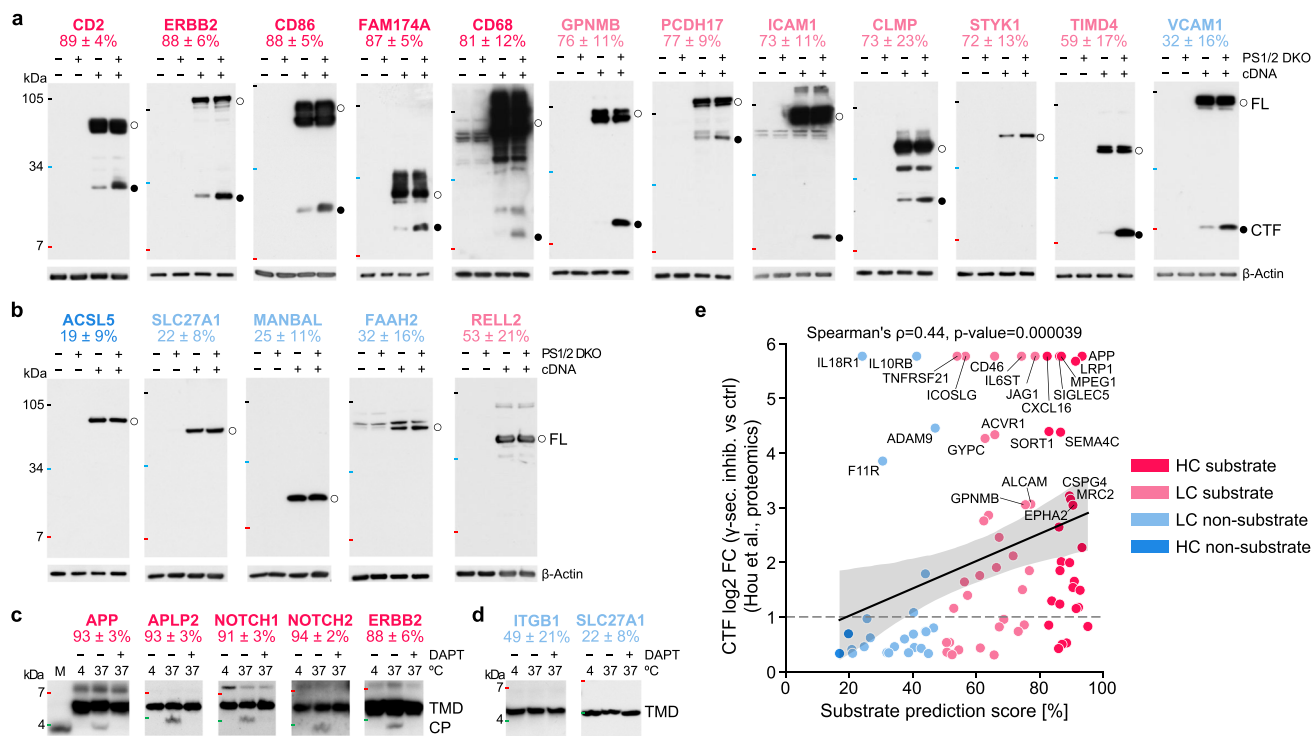 a
CD2 ERBB2 CD86 FAM174A CD68 GPNMB PCDH17 ICAM1 CLMP STYK1 TIMD4 VCAM1
89 ± 4% 88 ± 6% 88 ± 5% 87 ± 5% 81 ± 12% 76 ± 11% 77 ± 9% 73 ± 11% 73 ± 23% 72 ± 13% 59 ± 17% 32 ± 16%
− + − + − + − + − + − + − + − + − + − + − + − + PS1/2 DKO
kDa − − + + − − + + − − + + − − + + − − + + − − + + − − + + − − + + − − + + − − + + − − + + − − + + cDNA
105
FL
34
7
CTF
β-Actin
b
ACSL5 SLC27A1 MANBAL FAAH2 RELL2
19 ± 9% 22 ± 8% 25 ± 11% 32 ± 16% 53 ± 21%
− + − + − + − + − + PS1/2 DKO
kDa − − + + − − + + − − + + − − + + − − + + cDNA
105
FL
34
7
β-Actin
c
APP APLP2 NOTCH1 NOTCH2 ERBB2
93 ± 3% 93 ± 3% 91 ± 3% 94 ± 2% 88 ± 6%
− − + − − + − − + − − + − − + DAPT
kDa M 4 37 37 4 37 37 4 37 37 4 37 37 4 37 37 ºC
7
TMD
4
CP
d
ITGB1 SLC27A1
49 ± 21% 22 ± 8%
− − + − − + DAPT
kDa 4 37 37 4 37 37 ºC
7
TMD
4
e
Spearman's ρ=0.44, p-value=0.000039
CTF log2 FC (γ-sec. inhib. vs ctrl)
(Hou et al., proteomics)
6
5
4
3
2
1
0
IL18R1
IL10RB
TNFRSF21
ICOSLG
CD46
IL6ST
JAG1
CXCL16
SIGLEC5
MPEG1
LRP1
APP
ADAM9
GYPC
ACVR1
SORT1
SEMA4C
F11R
GPNMB
ALCAM
CSPG4
MRC2
EPHA2
0 20 40 60 80 100
Substrate prediction score [%]
HC substrate
LC substrate
LC non-substrate
HC non-substrate